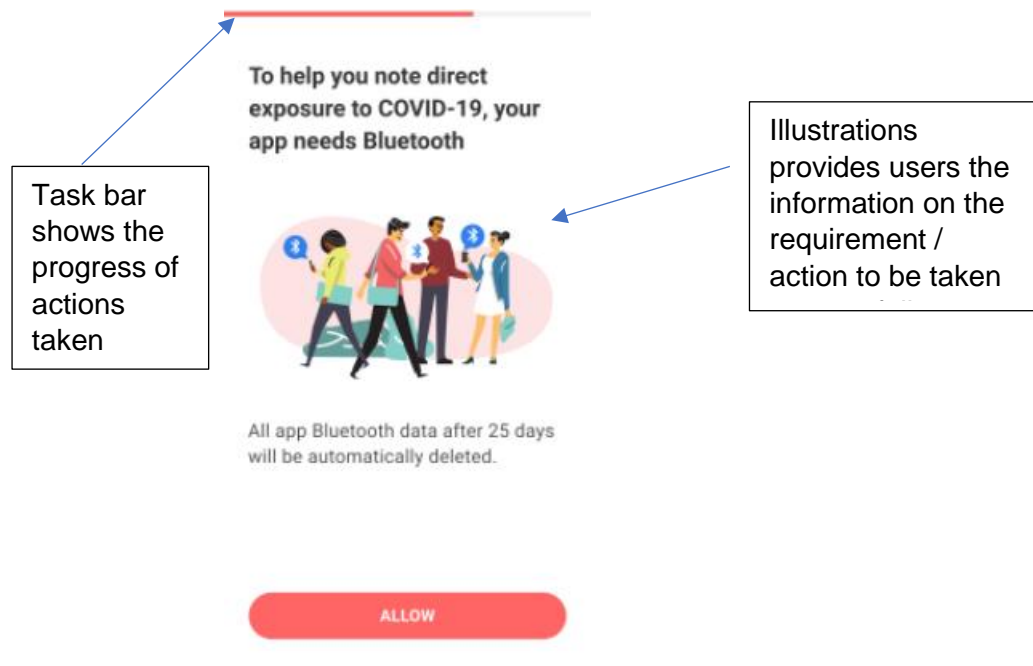 To help you note direct
exposure to COVID-19, your
app needs Bluetooth
Task bar
shows the
progress of
actions
taken
Illustrations
provides users the
information on the
requirement /
action to be taken
All app Bluetooth data after 25 days
will be automatically deleted.
ALLOW